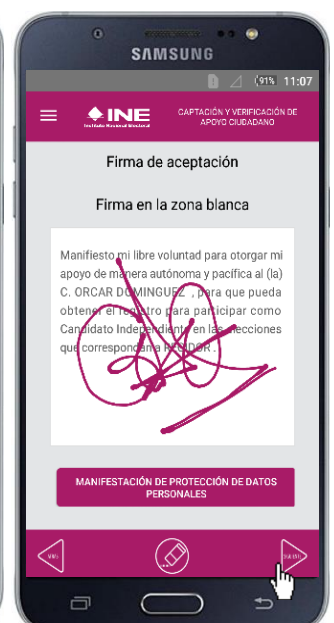 SAMSUNG
91% 11:07
INE
Instituto Nacional Electoral
CAPTACIÓN Y VERIFICACIÓN DE
APOYO CIUDADANO
Firma de aceptación
Firma en la zona blanca
Manifiesto mi libre voluntad para otorgar mi
apoyo de manera autónoma y pacífica al (la)
C. ORCAR DOMINGUEZ , para que pueda
obtener el registro para participar como
Candidato Independiente en las elecciones
que correspondan a REGIDOR .
MANIFESTACIÓN DE PROTECCIÓN DE DATOS
PERSONALES